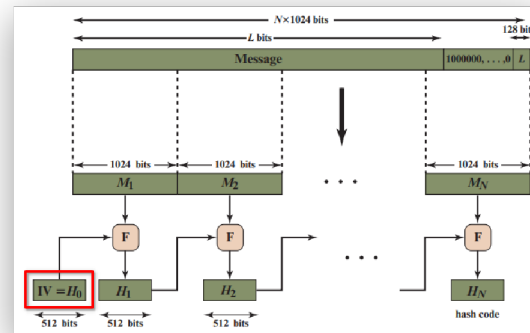 N×1024 bits
L bits
128 bit
Message 1000000, . . . ,0 L
1024 bits 1024 bits 1024 bits
M1 M2 . . . MN
F F F
IV = H0 H1 H2 . . . HN
512 bits 512 bits 512 bits hash code